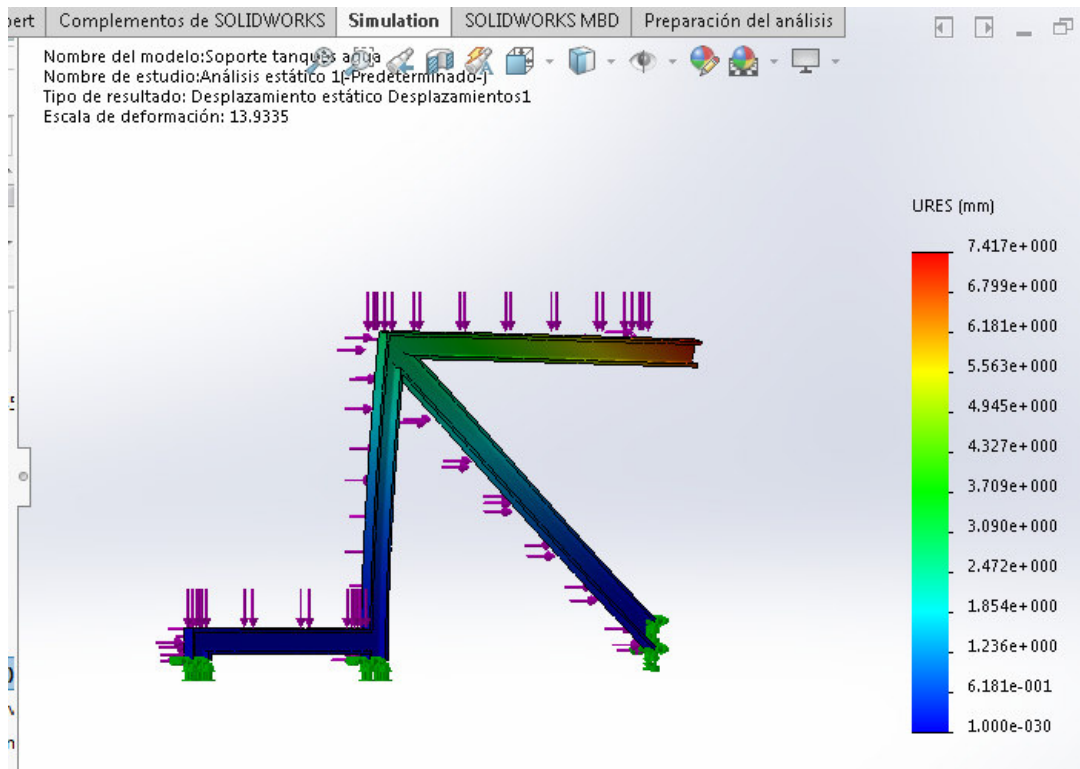 Complementos de SOLIDWORKS Simulation SOLIDWORKS MBD Preparación del análisis
Nombre del modelo:Soporte tanques agua
Nombre de estudio:Análisis estático 1(-Predeterminado-)
Tipo de resultado: Desplazamiento estático Desplazamientos1
Escala de deformación: 13.9335
URES (mm)
7.417e+000
6.799e+000
6.181e+000
5.563e+000
4.945e+000
4.327e+000
3.709e+000
3.090e+000
2.472e+000
1.854e+000
1.236e+000
6.181e-001
1.000e-030